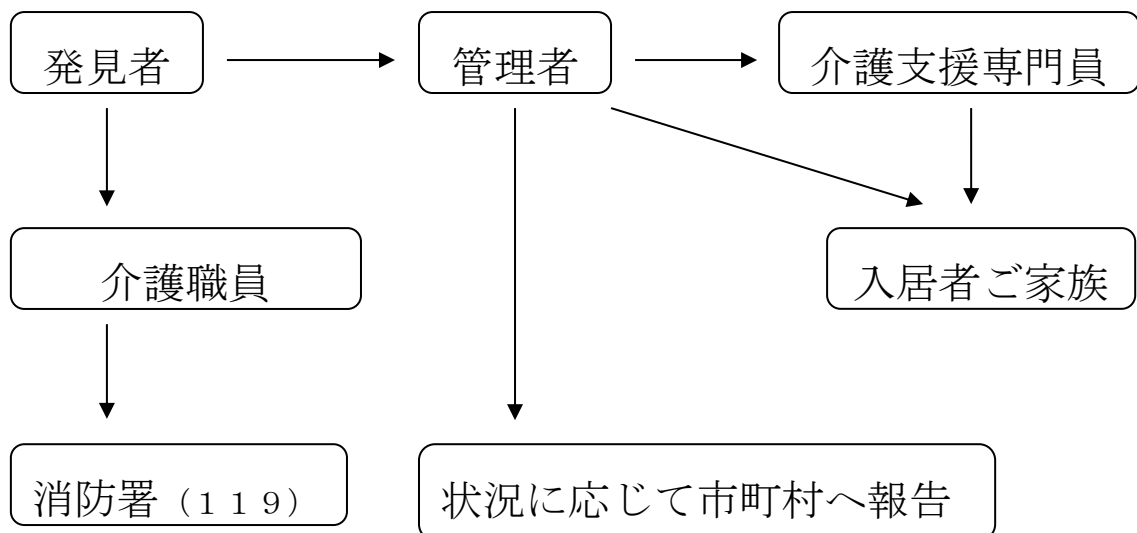 発見者
管理者
介護支援専門員
介護職員
入居者ご家族
消防署（１１９）
状況に応じて市町村へ報告